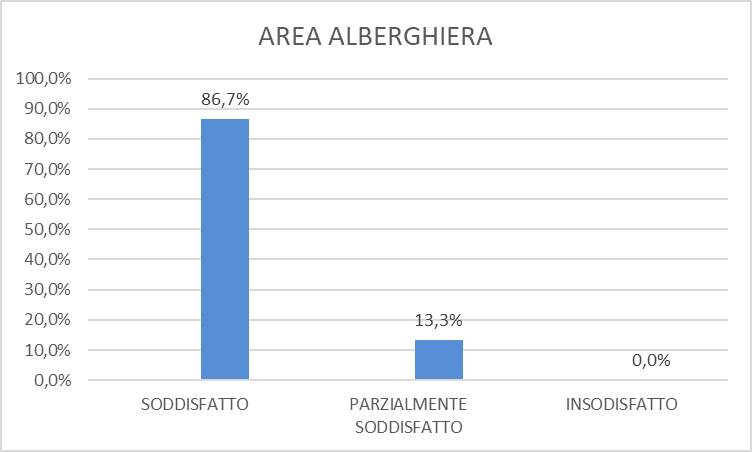 AREA ALBERGHIERA
100,0%
90,0%
80,0%
70,0%
60,0%
50,0%
40,0%
30,0%
20,0%
10,0%
0,0%
86,7%
13,3%
0,0%
SODDISFATTO
PARZIALMENTE
SODDISFATTO
INSODISFATTO